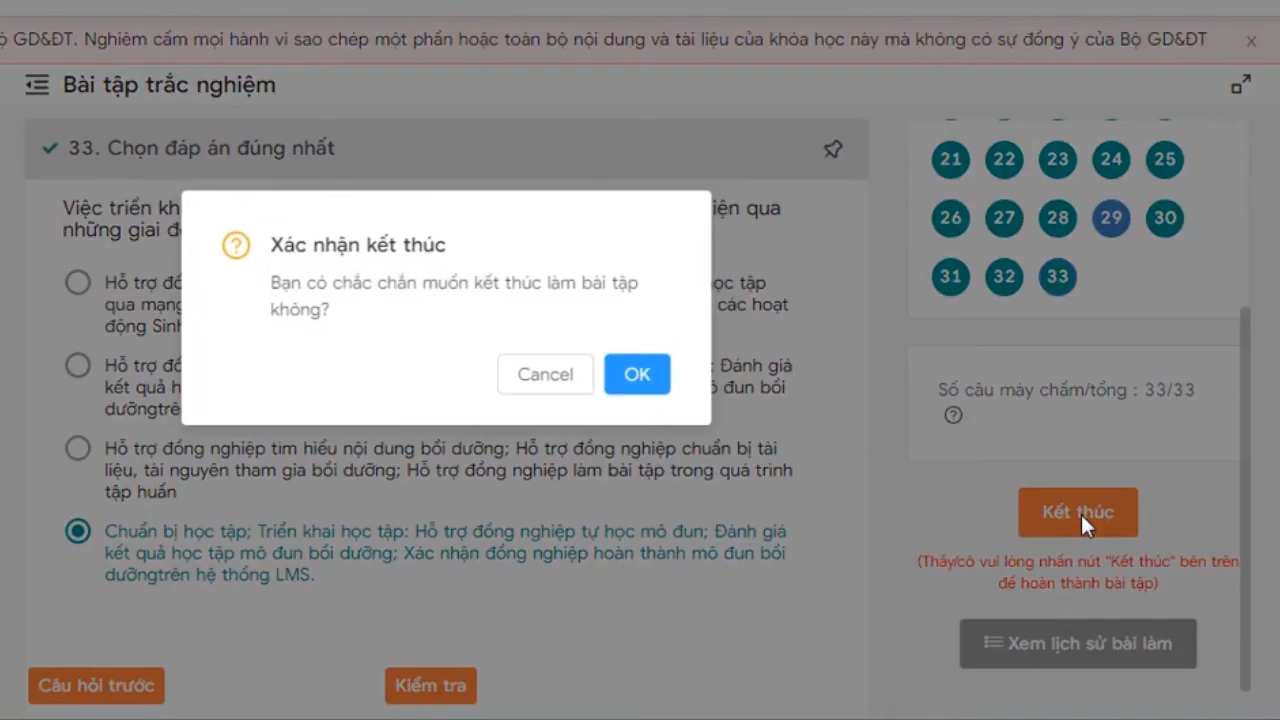 GD&ĐT. Nghiêm cấm mọi hành vi sao chép một phần hoặc toàn bộ nội dung và tài liệu của khóa học này mà không có sự đồng ý của Bộ GD&ĐT
Bài tập trắc nghiệm
33. Chọn đáp án đúng nhất
Việc triển
những giai
iện qua
Hỗ trợ
qua mạng
động
học tập
các hoạt
Hỗ trợ
kết quả
Đánh giá
đun bồi
Hỗ trợ đồng nghiệp tìm hiểu nội dung bồi dưỡng; Hỗ trợ đồng nghiệp chuẩn bị tài
liệu, tài nguyên tham gia bồi dưỡng; Hỗ trợ đồng nghiệp làm bài tập trong quá trình
tập huấn
Chuẩn bị học tập; Triển khai học tập: Hỗ trợ đồng nghiệp tự học mô đun; Đánh giá
kết quả học tập mô đun bồi dưỡng; Xác nhận đồng nghiệp hoàn thành mô đun bồi
dưỡngtrên hệ thống LMS.
Xác nhận kết thúc
Bạn có chắc chắn muốn kết thúc làm bài tập
không?
Cancel
OK
Câu hỏi trước
Kiểm tra
21 22 23 24 25
26 27 28 29 30
31 32 33
Số câu máy chấm/tổng : 33/33
Kết thúc
(Thầy/cô vui lòng nhấn nút "Kết thúc" bên trên
để hoàn thành bài tập)
Xem lịch sử bài làm